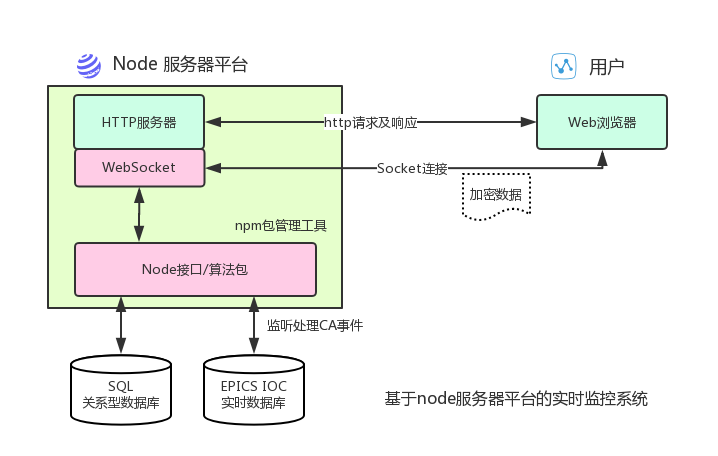 Node 服务器平台
用户
HTTP服务器
http请求及响应
Web浏览器
WebSocket
Socket连接
加密数据
npm包管理工具
Node接口/算法包
监听处理CA事件
SQL
关系型数据库
EPICS IOC
实时数据库
基于node服务器平台的实时监控系统